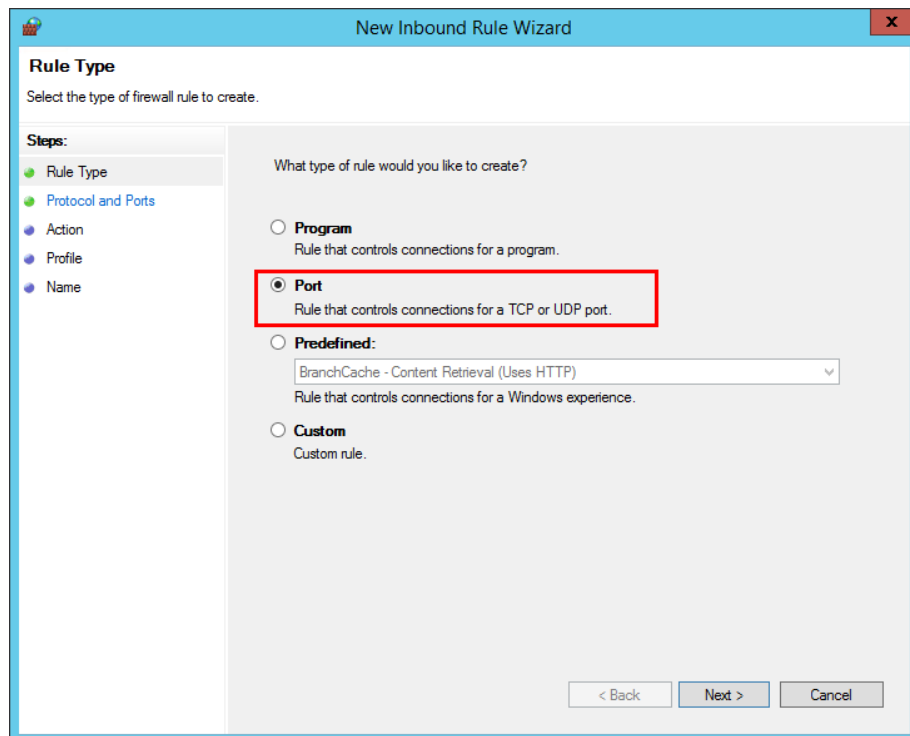 New Inbound Rule Wizard
x
Rule Type
Select the type of firewall rule to create.
Steps:
Rule Type
Protocol and Ports
Action
Profile
Name
What type of rule would you like to create?
Program
Rule that controls connections for a program.
Port
Rule that controls connections for a TCP or UDP port.
Predefined:
BranchCache - Content Retrieval (Uses HTTP)
Rule that controls connections for a Windows experience.
Custom
Custom rule.
< Back Next > Cancel